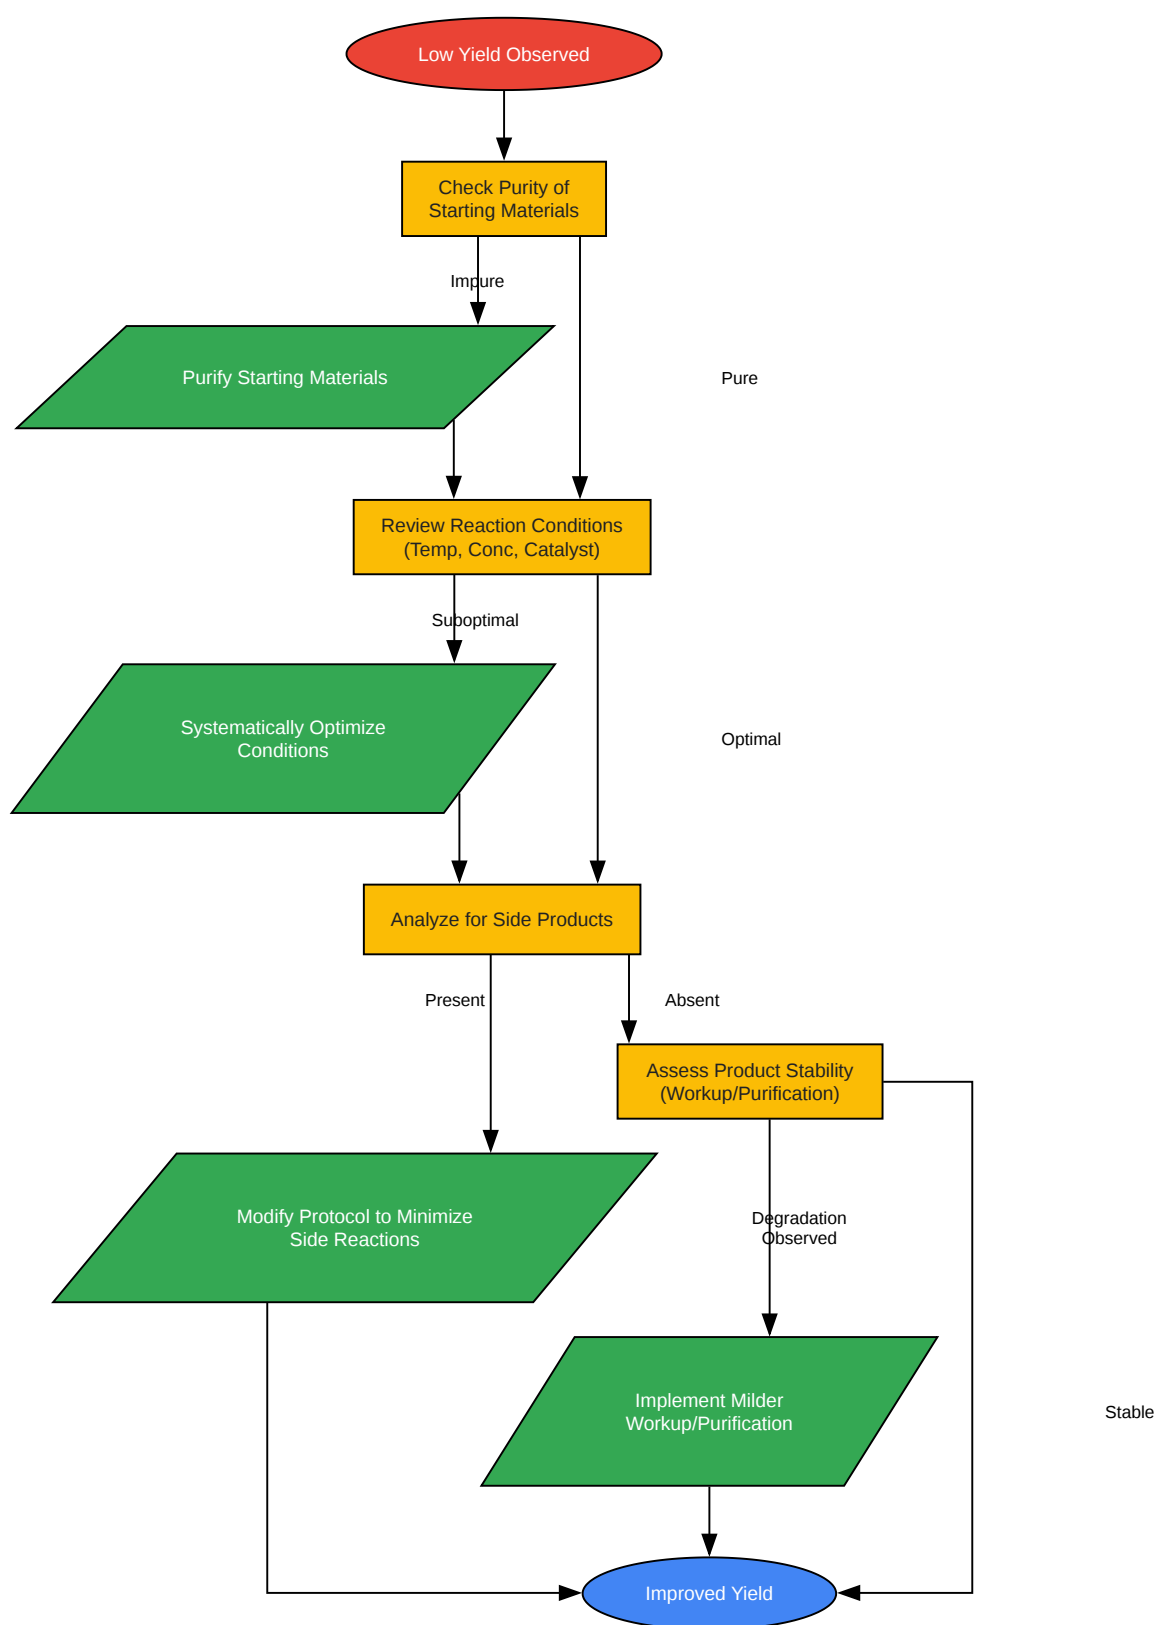 Low Yield Observed
Check Purity of
Starting Materials
Impure
Purify Starting Materials
Pure
Review Reaction Conditions
(Temp, Conc, Catalyst)
Suboptimal
Systematically Optimize
Conditions
Optimal
Analyze for Side Products
Present
Absent
Assess Product Stability
(Workup/Purification)
Modify Protocol to Minimize
Side Reactions
Degradation
Observed
Implement Milder
Workup/Purification
Stable
Improved Yield